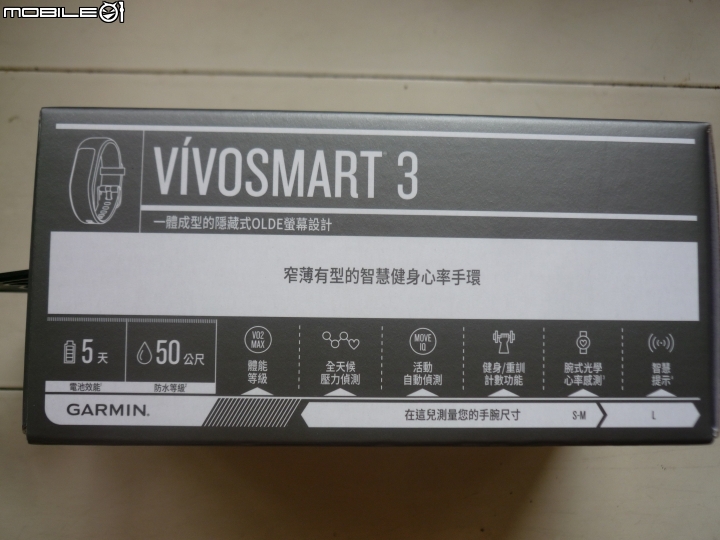 MOBILE01
VÍVOSMART 3
一體成型的隱藏式OLDE螢幕設計
窄薄有型的智慧健身心率手環
5 天
電池效能
50 公尺
防水等級
VO2
MAX
體能
等級
全天候
壓力偵測
MOVE
IQ
活動
自動偵測
健身/重訓
計數功能
腕式光學
心率感測
智慧
提示
GARMIN.
在這兒測量您的手腕尺寸
S-M
L